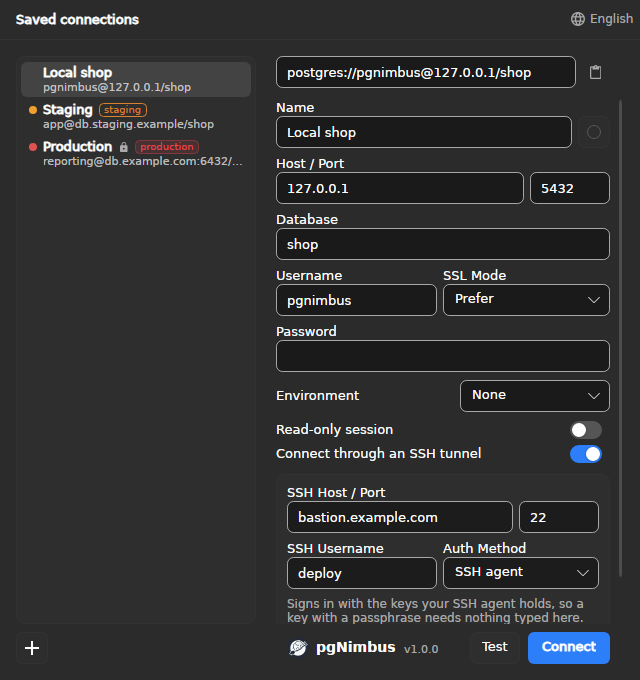 Saved connections
English
Local shop
pgnimbus@127.0.0.1/shop
Staging staging
app@db.staging.example/shop
Production production
reporting@db.example.com:6432/...
postgres://pgnimbus@127.0.0.1/shop
Name
Local shop
Host / Port
127.0.0.1 5432
Database
shop
Username SSL Mode
pgnimbus Prefer
Password
Environment None
Read-only session
Connect through an SSH tunnel
SSH Host / Port
bastion.example.com 22
SSH Username Auth Method
deploy SSH agent
Signs in with the keys your SSH agent holds, so a
key with a passphrase needs nothing typed here.
pgNimbus v1.0.0
Test
Connect